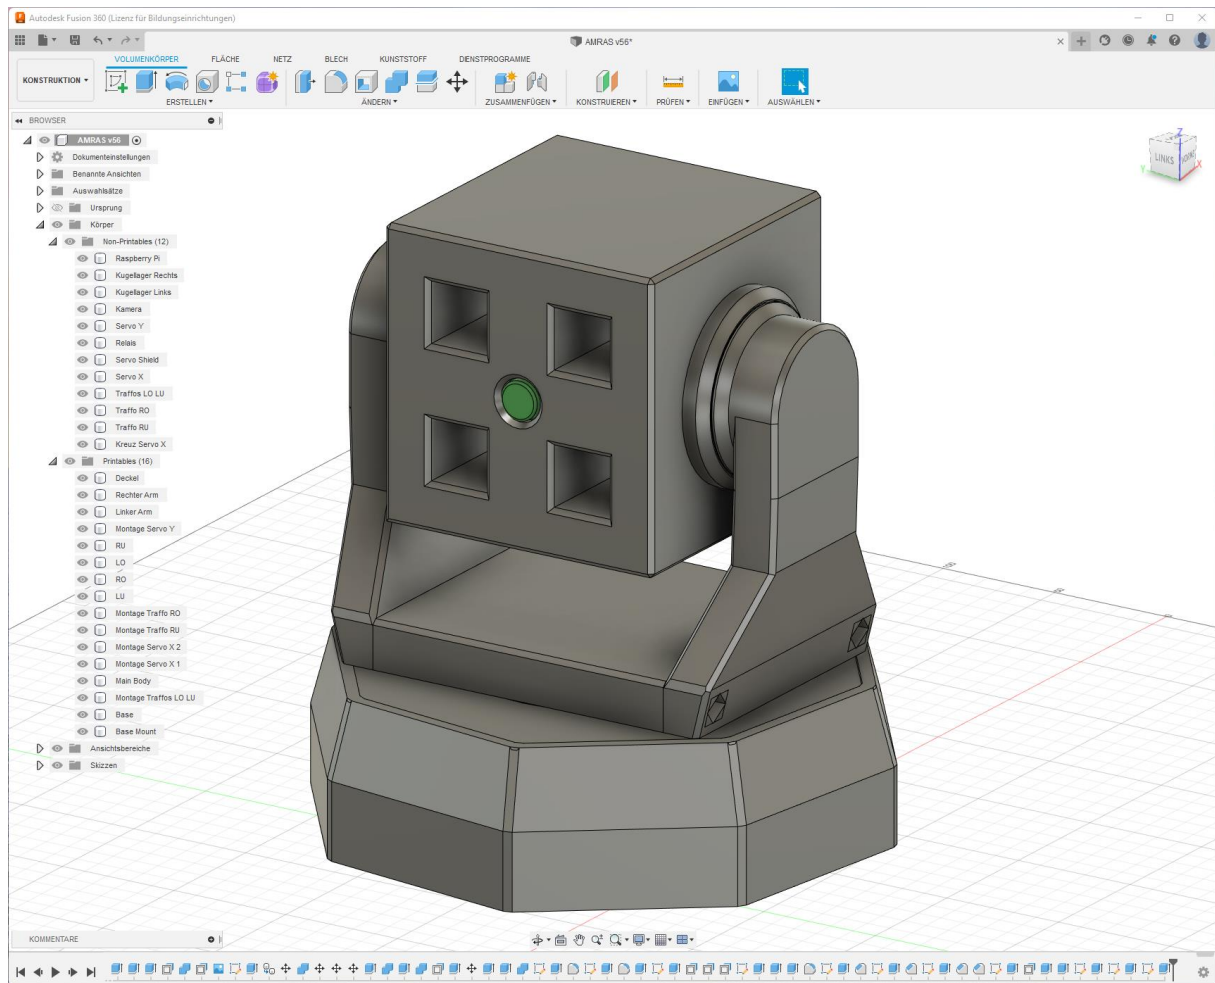 Autodesk Fusion 360 (Lizenz für Bildungseinrichtungen)
AMRAS v56*
VOLUMENKÖRPER FLÄCHE NETZ BLECH KUNSTSTOFF DIENSTPROGRAMME
KONSTRUKTION
ERSTELLEN ÄNDERN ZUSAMMENFÜGEN KONSTRUIEREN PRÜFEN EINFÜGEN AUSWÄHLEN
BROWSER
AMRAS v56
Dokumenteinstellungen
Benannte Ansichten
Auswahlsätze
Ursprung
Körper
Non-Printables (12)
Raspberry Pi
Kugellager Rechts
Kugellager Links
Kamera
Servo Y
Relais
Servo Shield
Servo X
Traffos LO LU
Traffo RO
Traffo RU
Kreuz Servo X
Printables (16)
Deckel
Rechter Arm
Linker Arm
Montage Servo Y
RU
LO
RO
LU
Montage Traffo RO
Montage Traffo RU
Montage Servo X 2
Montage Servo X 1
Main Body
Montage Traffos LO LU
Base
Base Mount
Ansichtsbereiche
Skizzen
Z
LINKS
Y
X
KOMMENTARE